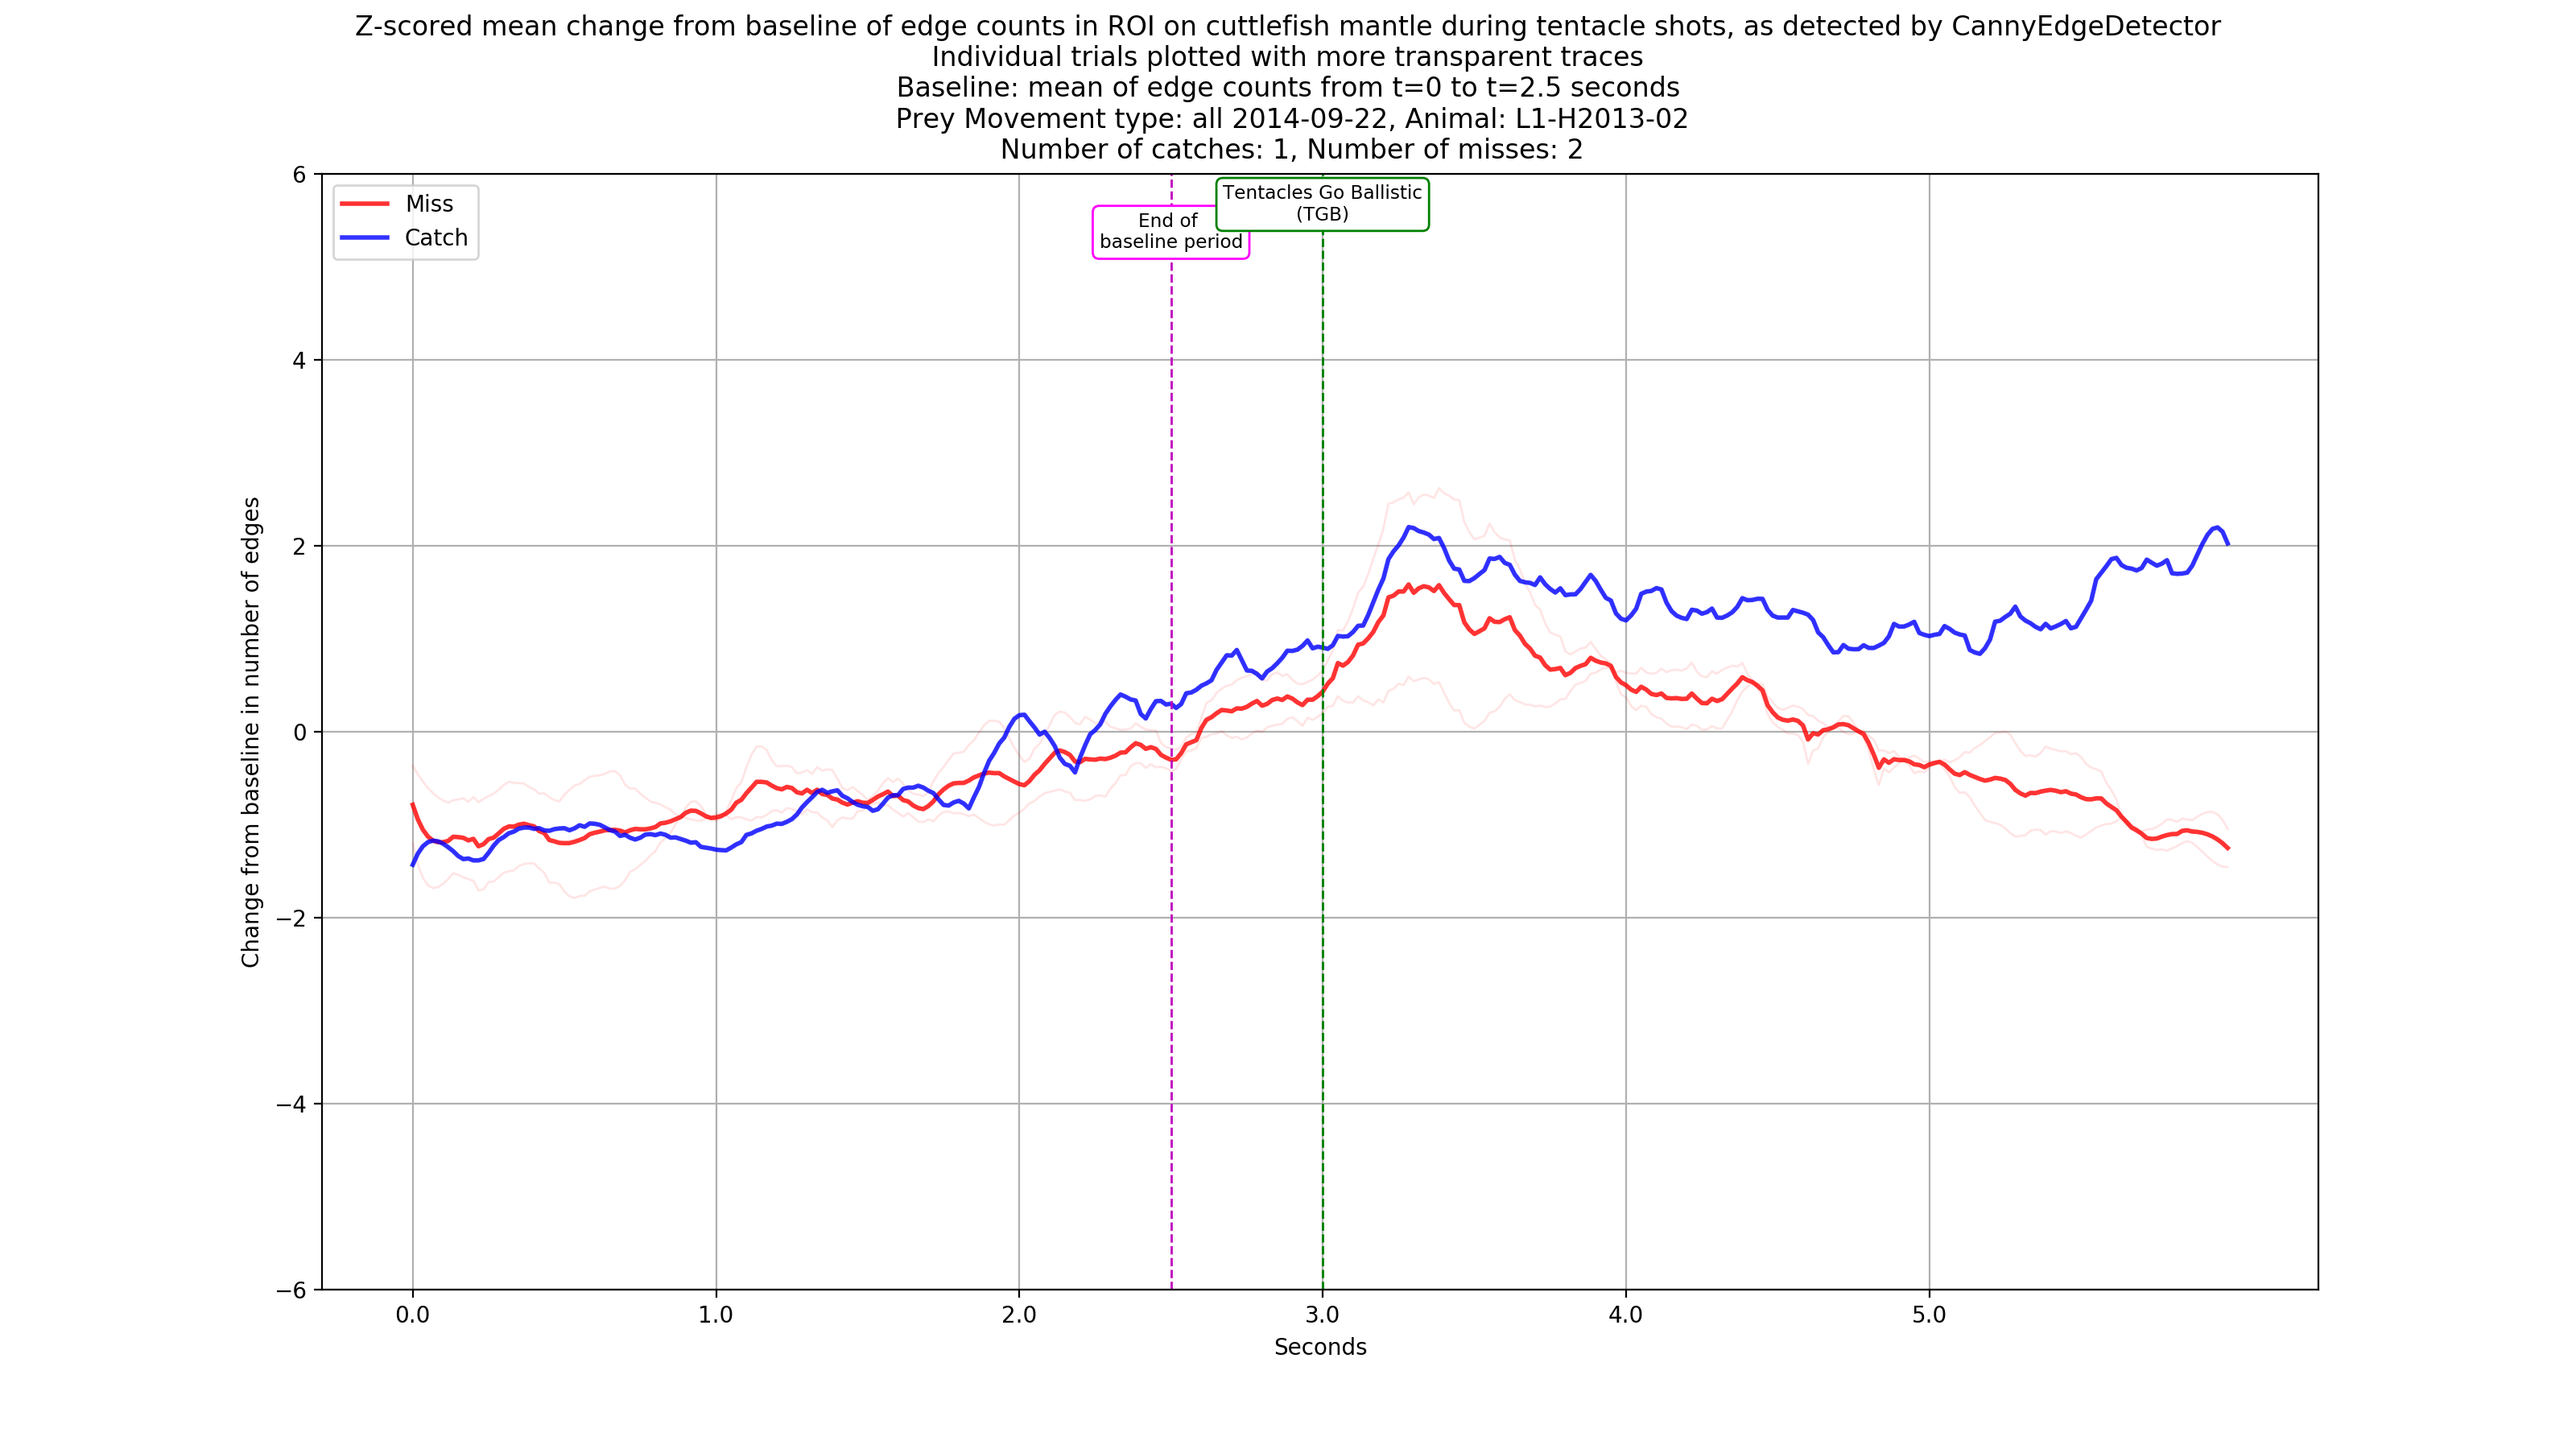 Z-scored mean change from baseline of edge counts in ROI on cuttlefish mantle during tentacle shots, as detected by CannyEdgeDetector
Individual trials plotted with more transparent traces
Baseline: mean of edge counts from t=0 to t=2.5 seconds
Prey Movement type: all 2014-09-22, Animal: L1-H2013-02
Number of catches: 1, Number of misses: 2
Miss
Catch
Tentacles Go Ballistic
(TGB)
End of
baseline period
Change from baseline in number of edges
6
4
2
0
−2
−4
−6
0.0 1.0 2.0 3.0 4.0 5.0
Seconds